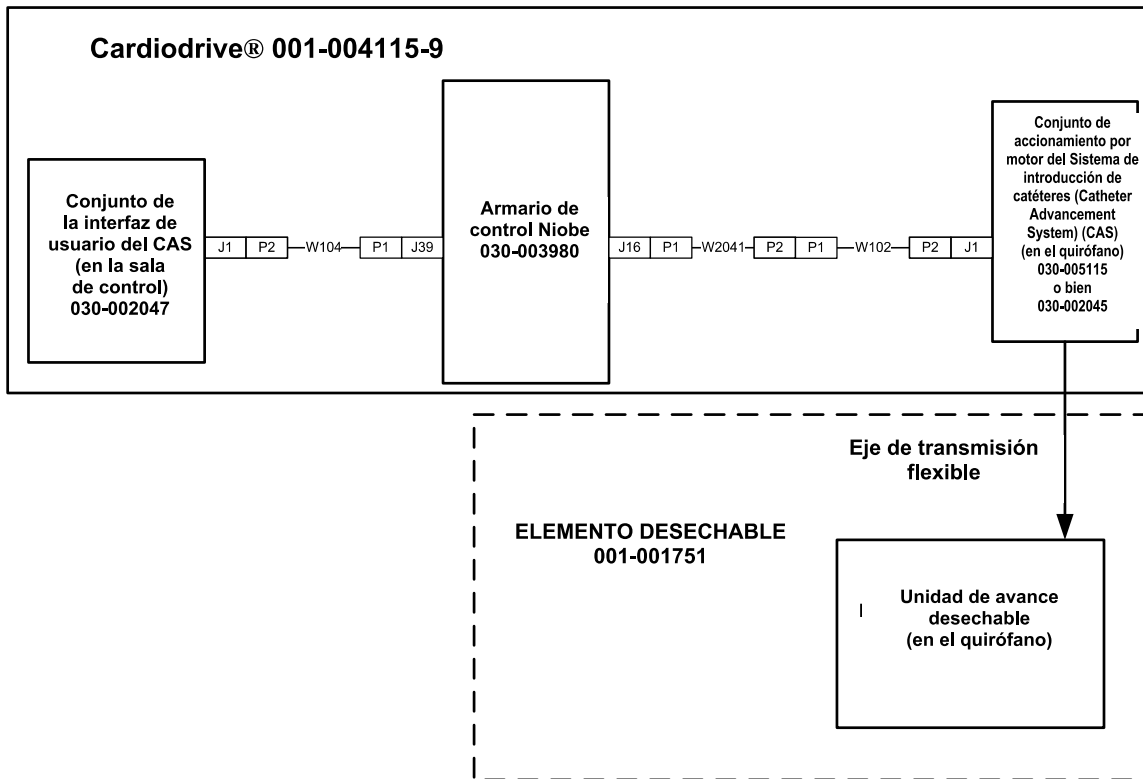 Cardiodrive® 001-004115-9
Conjunto de
la interfaz de
usuario del CAS
(en la sala
de control)
030-002047
J1 P2 W104 P1 J39
Armario de
control Niobe
030-003980
J16 P1 W2041 P2 P1 W102 P2 J1
Conjunto de
accionamiento por
motor del Sistema de
introducción de
catéteres (Catheter
Advancement
System) (CAS)
(en el quirófano)
030-005115
o bien
030-002045
Eje de transmisión
flexible
ELEMENTO DESECHABLE
001-001751
I
Unidad de avance
desechable
(en el quirófano)